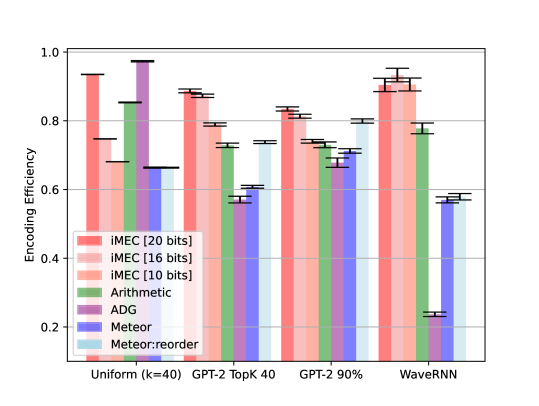 1.0
0.8
0.6
0.4
0.2
Encoding Efficiency
iMEC [20 bits]
iMEC [16 bits]
iMEC [10 bits]
Arithmetic
ADG
Meteor
Meteor:reorder
Uniform (k=40) GPT-2 TopK 40 GPT-2 90% WaveRNN